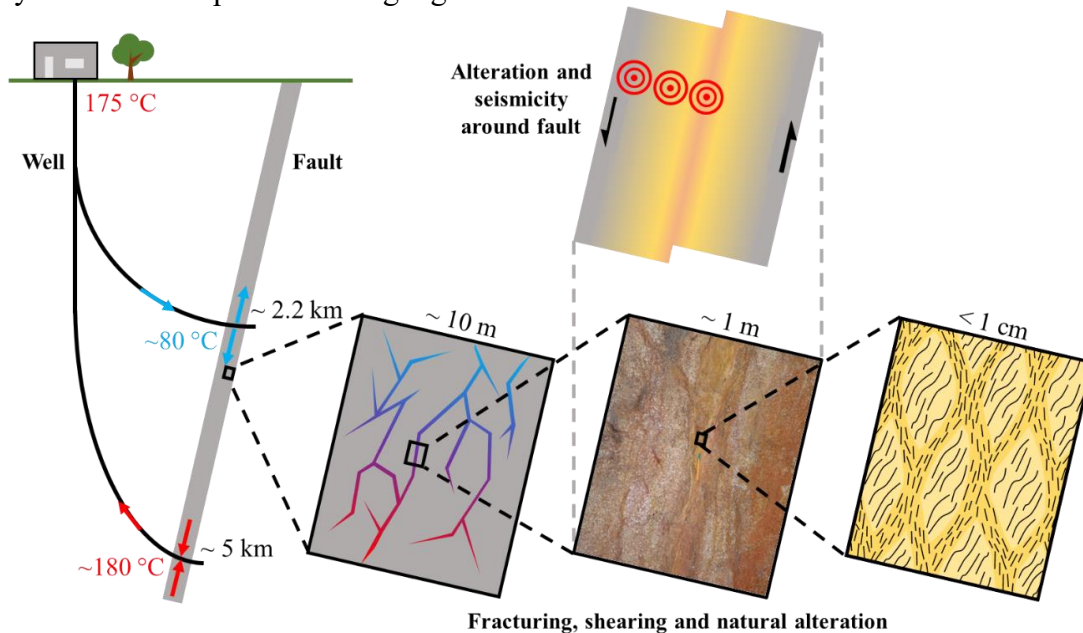 175 °C
Well
Fault
~ 2.2 km
~80 °C
~ 5 km
~180 °C
Alteration and
seismicity
around fault
~ 10 m
~ 1 m
< 1 cm
Fracturing, shearing and natural alteration